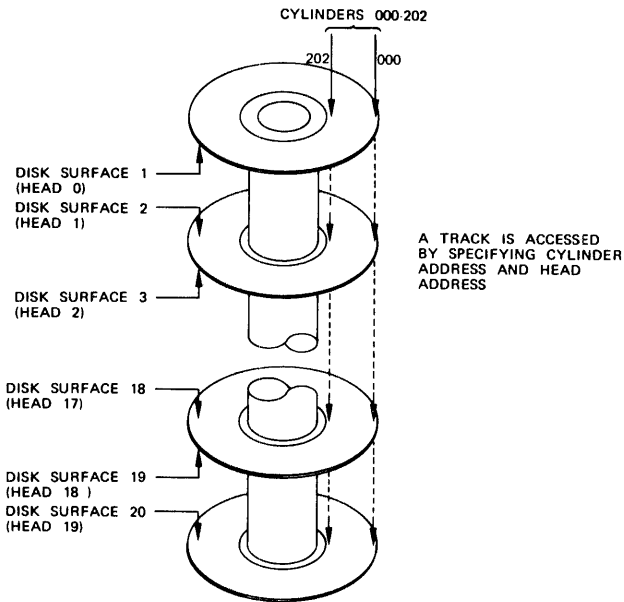 CYLINDERS 000-202
202
000
DISK SURFACE 1
(HEAD 0)
DISK SURFACE 2
(HEAD 1)
DISK SURFACE 3
(HEAD 2)
A TRACK IS ACCESSED
BY SPECIFYING CYLINDER
ADDRESS AND HEAD
ADDRESS
DISK SURFACE 18
(HEAD 17)
DISK SURFACE 19
(HEAD 18 )
DISK SURFACE 20
(HEAD 19)